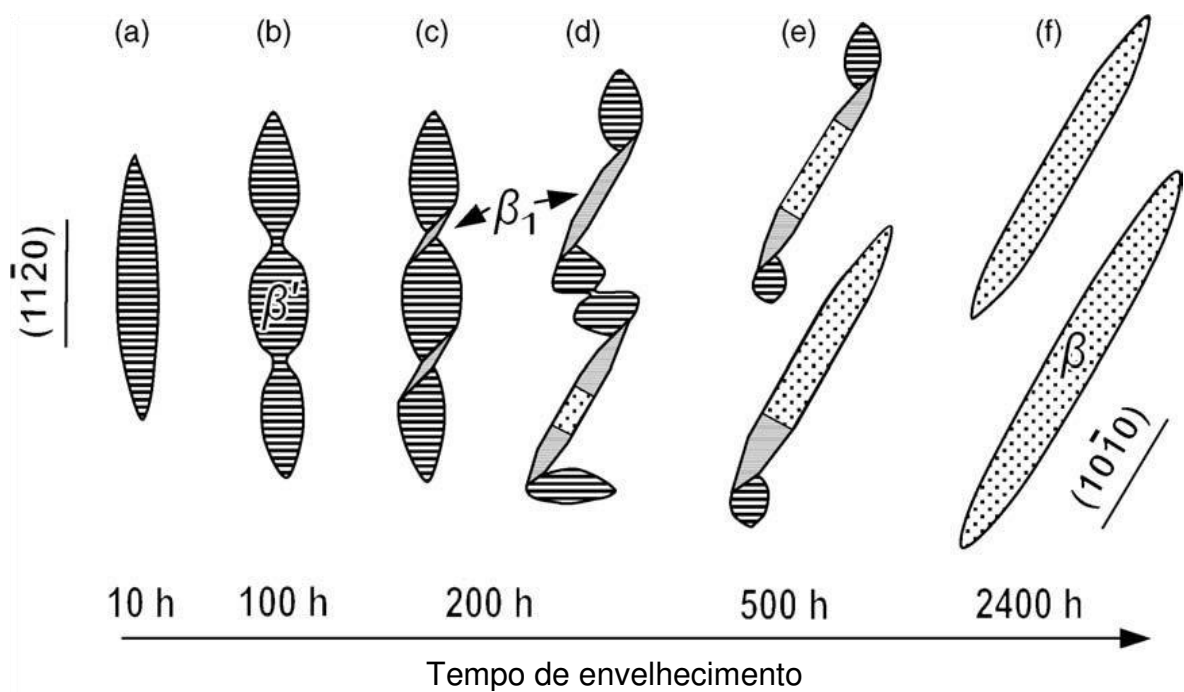 (a) (b) (c) (d) (e) (f)
(112̅0)
β'
β₁
β
(101̅0)
10 h 100 h 200 h 500 h 2400 h
Tempo de envelhecimento